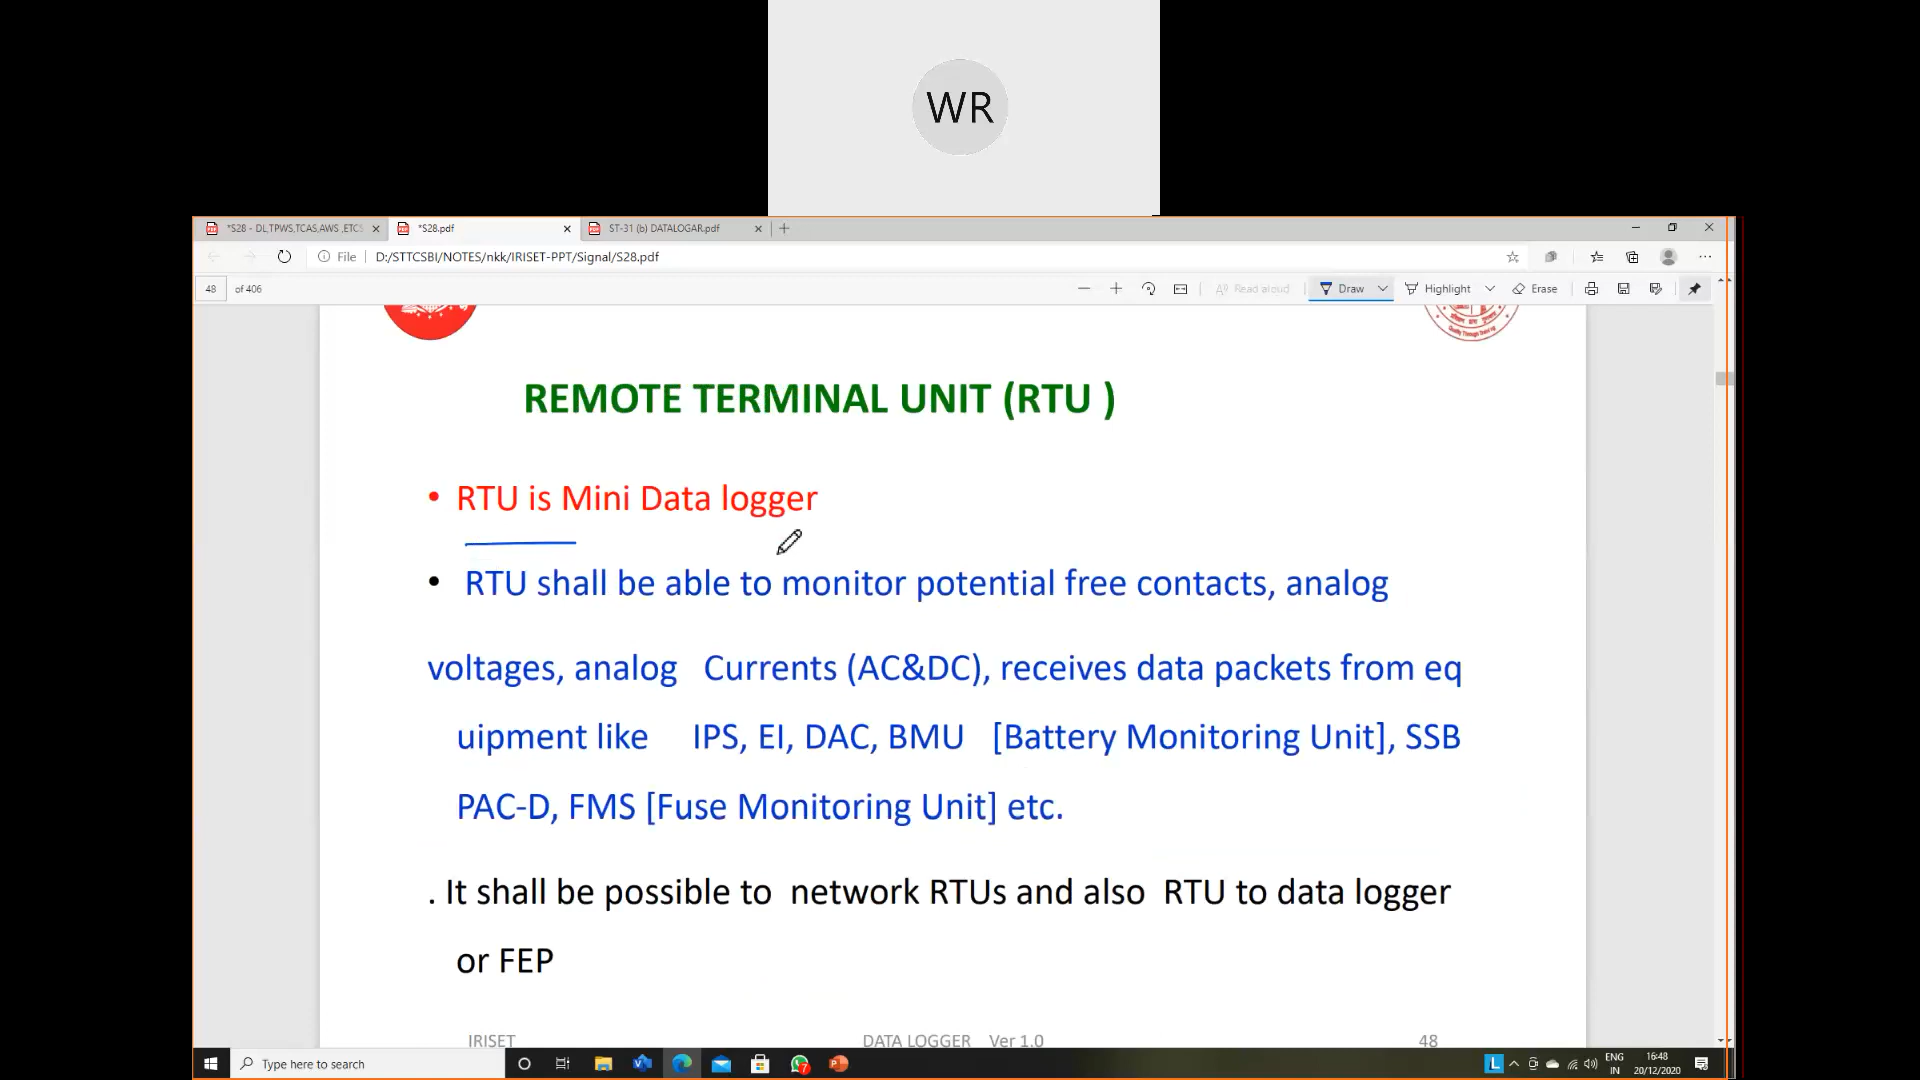 WR
*S28 - DL,TPWS,TCAS,AWS ,ETCS
*S28.pdf
ST-31 (b) DATALOGAR.pdf
File D:/STTCSBI/NOTES/nkk/IRISET-PPT/Signal/S28.pdf
48 of 406 Read aloud Draw Highlight Erase
REMOTE TERMINAL UNIT (RTU )
• RTU is Mini Data logger
• RTU shall be able to monitor potential free contacts, analog
voltages, analog Currents (AC&DC), receives data packets from eq
uipment like IPS, EI, DAC, BMU [Battery Monitoring Unit], SSB
PAC-D, FMS [Fuse Monitoring Unit] etc.
. It shall be possible to network RTUs and also RTU to data logger
or FEP
IRISET DATA LOGGER Ver 1.0 48
Type here to search
7
L
ENG
IN
16:48
20/12/2020